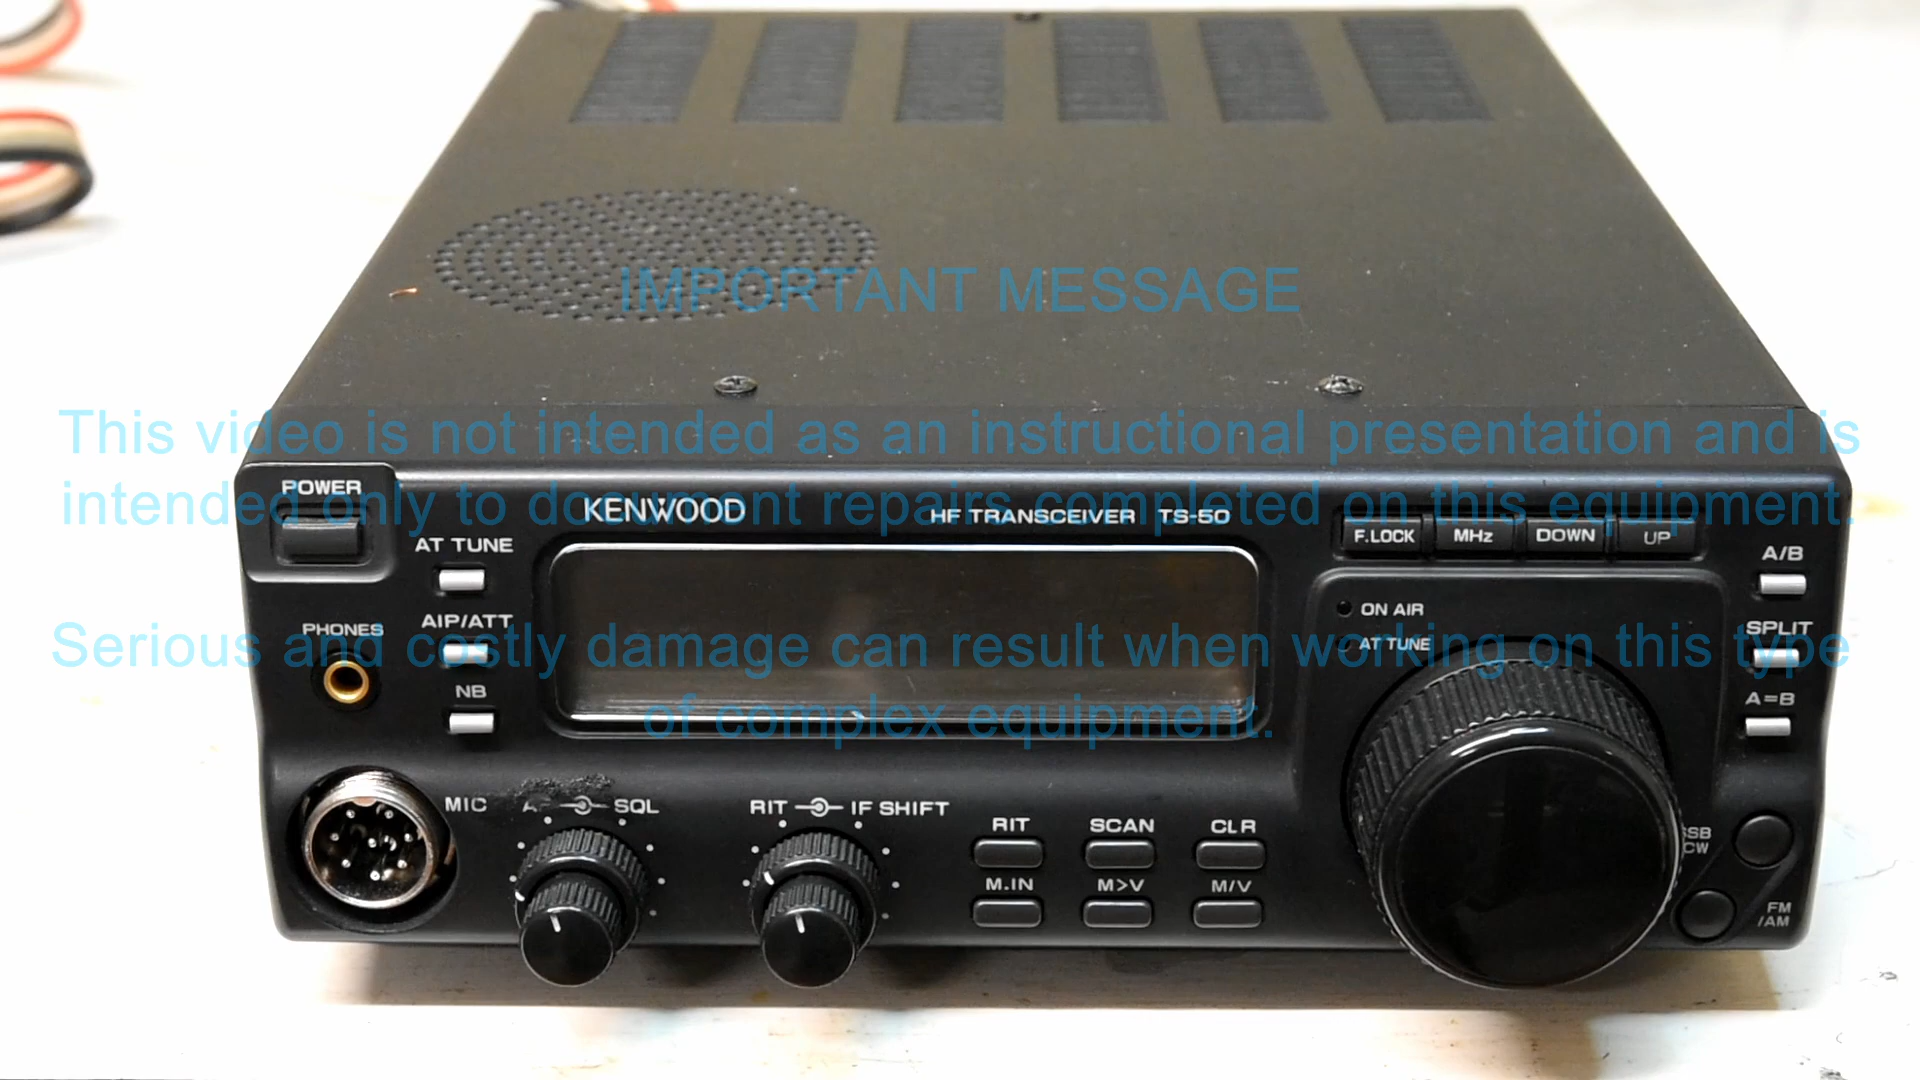 IMPORTANT MESSAGE
This video is not intended as an instructional presentation and is
intended only to document repairs completed on this equipment.
Serious and costly damage can result when working on this type
of complex equipment.
POWER
KENWOOD
HF TRANSCEIVER TS-50
F.LOCK
MHz
DOWN
UP
AT TUNE
A/B
ON AIR
AIP/ATT
PHONES
SPLIT
AT TUNE
NB
A=B
MIC
AF SQL
RIT IF SHIFT
RIT
SCAN
CLR
SSB
/CW
M.IN
M>V
M/V
FM
/AM